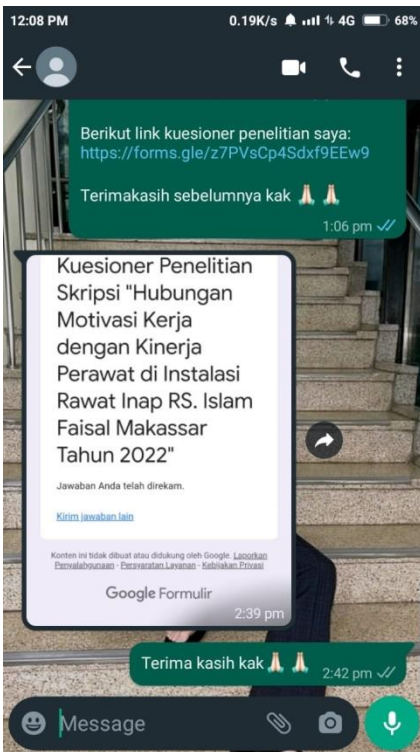 12:08 PM 0.19K/s 4G 68%
Berikut link kuesioner penelitian saya:
https://forms.gle/z7PVsCp4Sdxf9EEw9
Terimakasih sebelumnya kak 🙏🏻 🙏🏻
1:06 pm
Kuesioner Penelitian
Skripsi "Hubungan
Motivasi Kerja
dengan Kinerja
Perawat di Instalasi
Rawat Inap RS. Islam
Faisal Makassar
Tahun 2022"
Jawaban Anda telah direkam.
Kirim jawaban lain
Konten ini tidak dibuat atau didukung oleh Google. Laporkan
Penyalahgunaan - Persyaratan Layanan - Kebijakan Privasi
Google Formulir
2:39 pm
Terima kasih kak 🙏🏻 🙏🏻
2:42 pm
Message